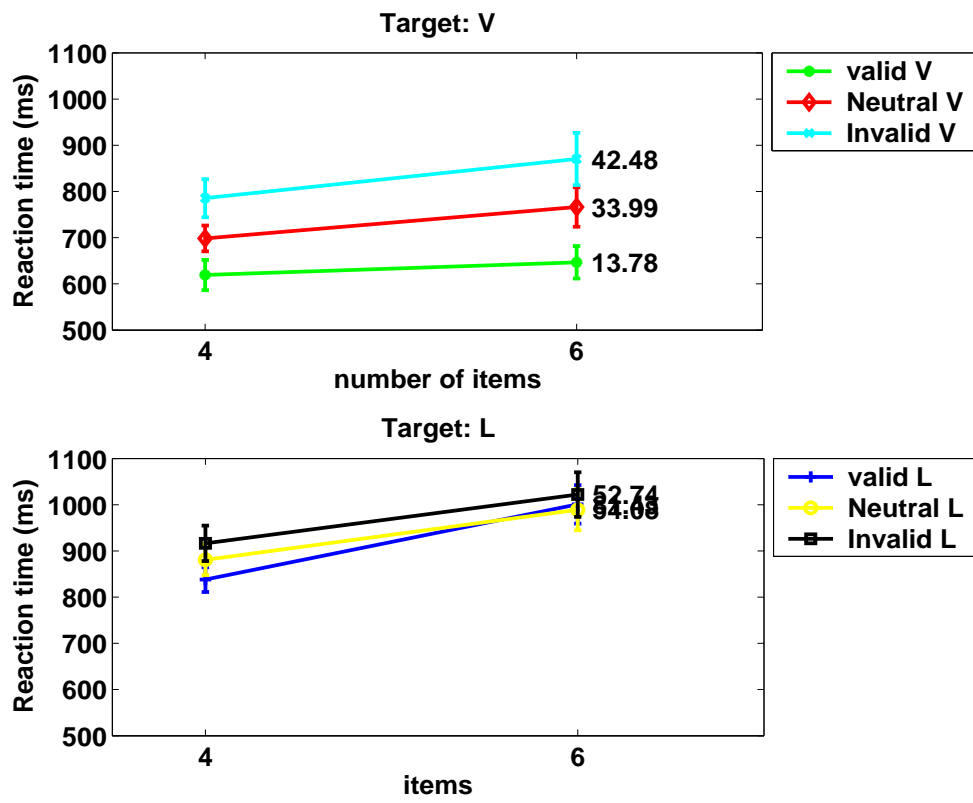 Target: V
1100
1000
900
800
700
600
500
Reaction time (ms)
42.48
33.99
13.78
4
6
number of items
valid V
Neutral V
Invalid V
Target: L
1100
1000
900
800
700
600
500
Reaction time (ms)
52.74
54.08
4
6
items
valid L
Neutral L
Invalid L